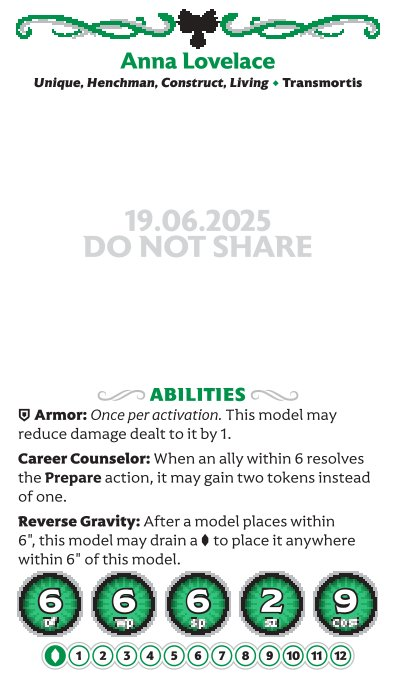 Anna Lovelace
Unique, Henchman, Construct, Living ♦ Transmortis
19.06.2025
DO NOT SHARE
ABILITIES
Armor: Once per activation. This model may
reduce damage dealt to it by 1.
Career Counselor: When an ally within 6 resolves
the Prepare action, it may gain two tokens instead
of one.
Reverse Gravity: After a model places within
6", this model may drain a to place it anywhere
within 6" of this model.
6 6 6 2 9
df wp sp sz cost
1 2 3 4 5 6 7 8 9 10 11 12